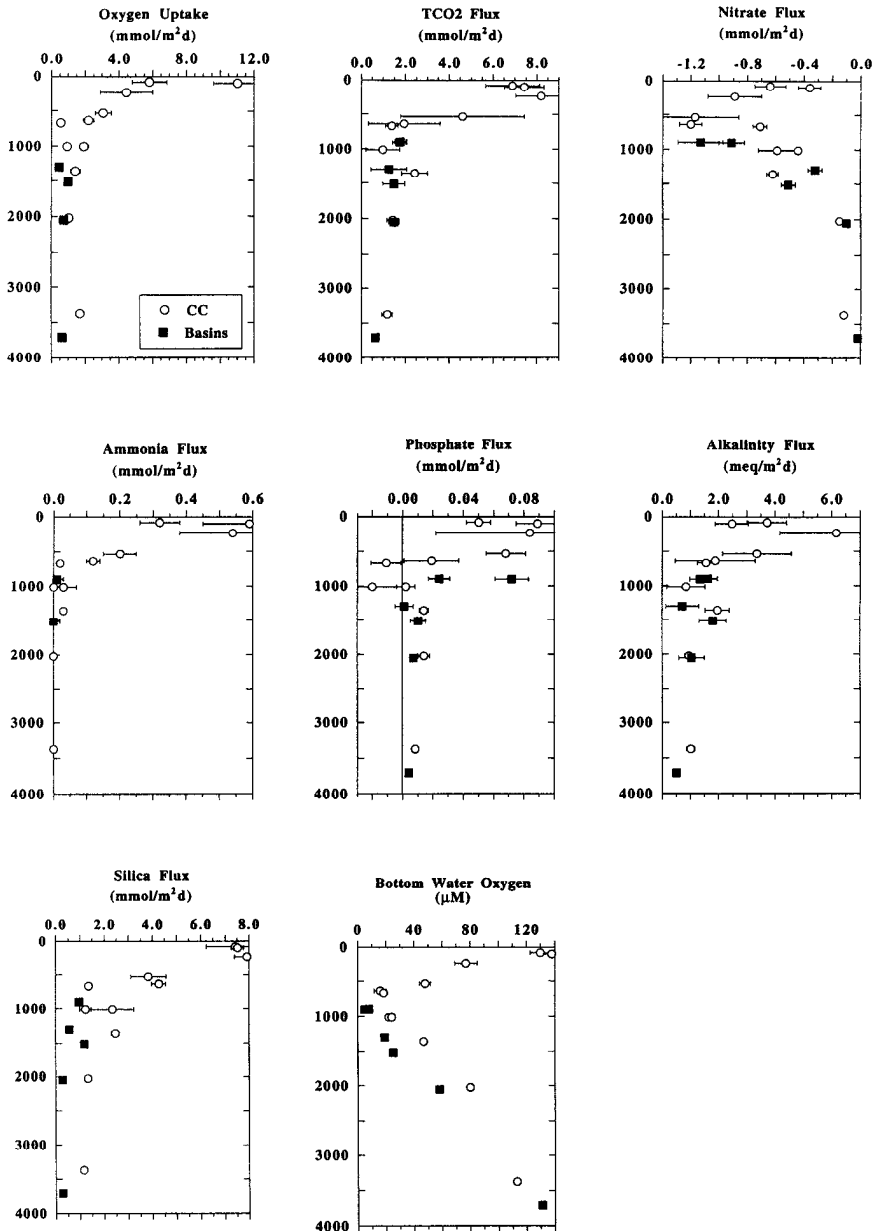 Oxygen Uptake
(mmol/m²d)
0 4.0 8.0 12.0
0
1000
2000
3000
4000
CC
Basins
TCO2 Flux
(mmol/m²d)
0.0 2.0 4.0 6.0 8.0
0
1000
2000
3000
4000
Nitrate Flux
(mmol/m²d)
-1.2 -0.8 -0.4 0.0
0
1000
2000
3000
4000
Ammonia Flux
(mmol/m²d)
0.0 0.2 0.4 0.6
0
1000
2000
3000
4000
Phosphate Flux
(mmol/m²d)
0.00 0.04 0.08
0
1000
2000
3000
4000
Alkalinity Flux
(meq/m²d)
0.0 2.0 4.0 6.0
0
1000
2000
3000
4000
Silica Flux
(mmol/m²d)
0.0 2.0 4.0 6.0 8.0
0
1000
2000
3000
4000
Bottom Water Oxygen
(µM)
0 40 80 120
0
1000
2000
3000
4000